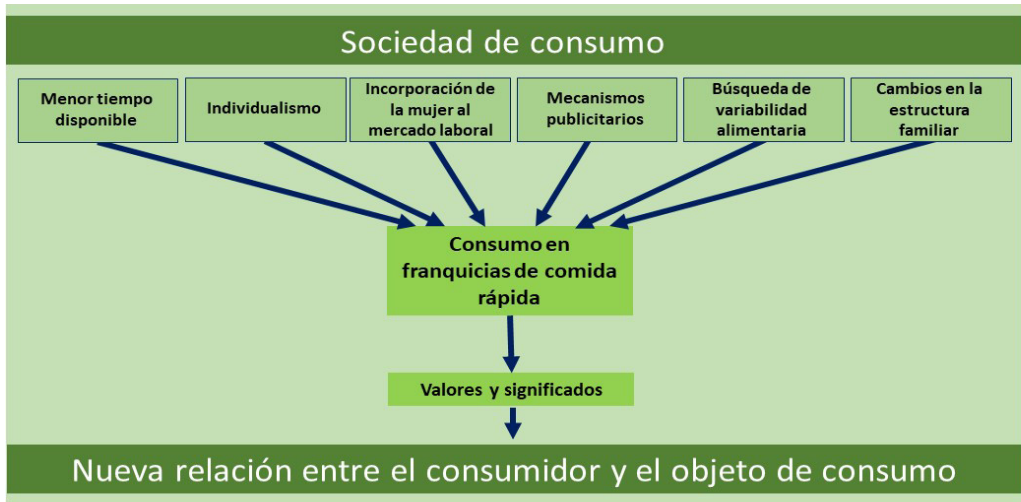 Sociedad de consumo
Menor tiempo
disponible
Individualismo
Incorporación de
la mujer al
mercado laboral
Mecanismos
publicitarios
Búsqueda de
variabilidad
alimentaria
Cambios en la
estructura
familiar
Consumo en
franquicias de comida
rápida
Valores y significados
Nueva relación entre el consumidor y el objeto de consumo